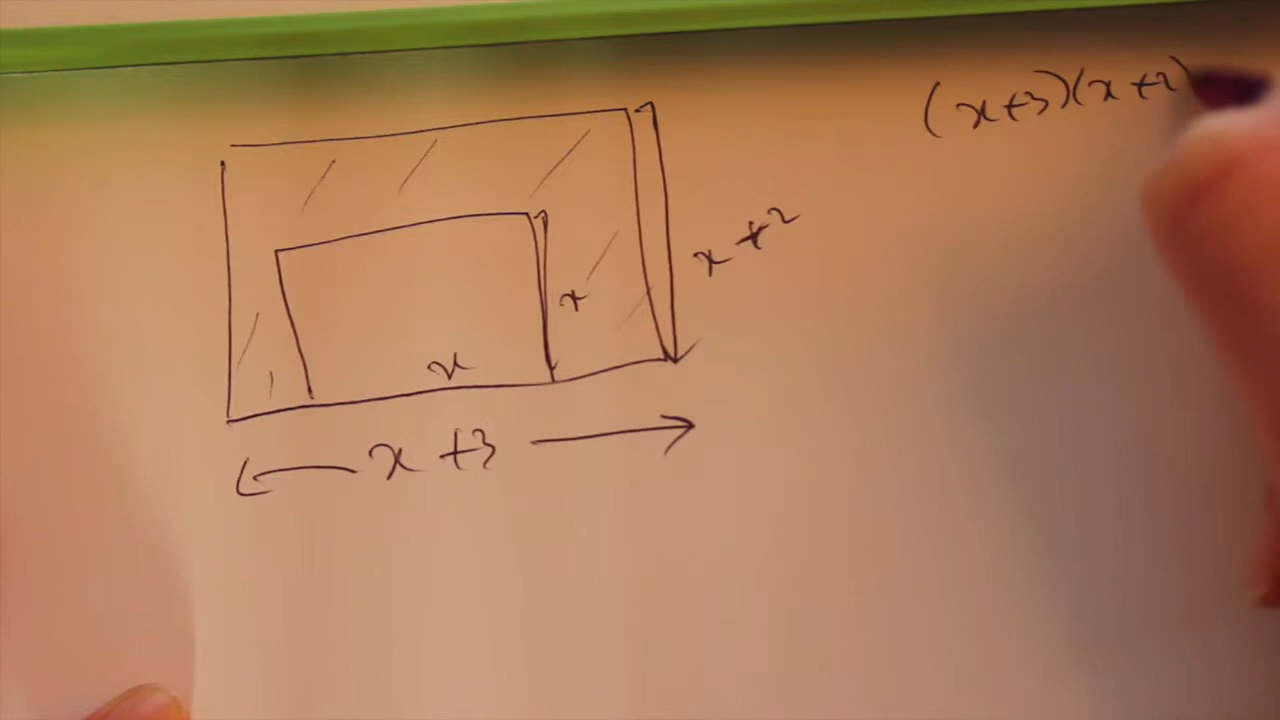 (x+3)(x+2)
x+2
x
x
x+3